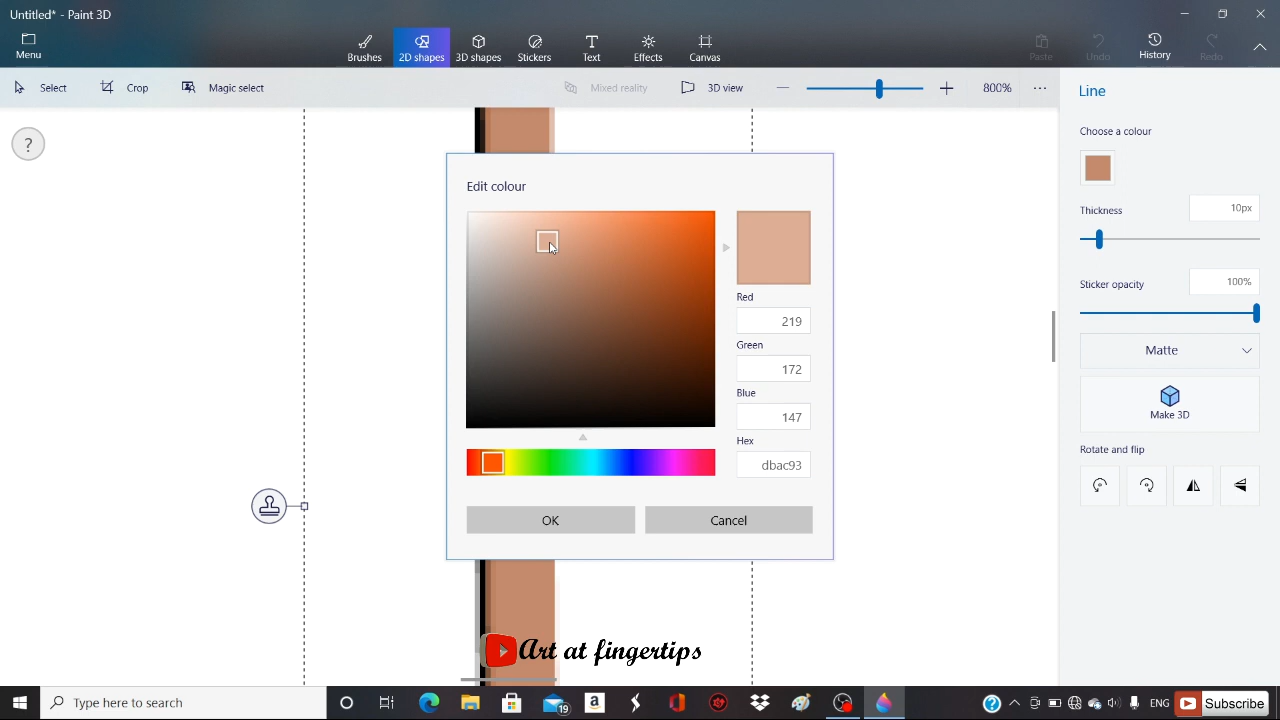 Untitled* - Paint 3D
Menu
Brushes
2D shapes
3D shapes
Stickers
Text
Effects
Canvas
Paste
Undo
History
Redo
Select
Crop
Magic select
Mixed reality
3D view
800%
Line
?
Choose a colour
Thickness
10px
Sticker opacity
100%
Matte
Make 3D
Rotate and flip
Edit colour
Red
219
Green
172
Blue
147
Hex
dbac93
OK
Cancel
Art at fingertips
Type here to search
19
a
?
ENG
Subscribe